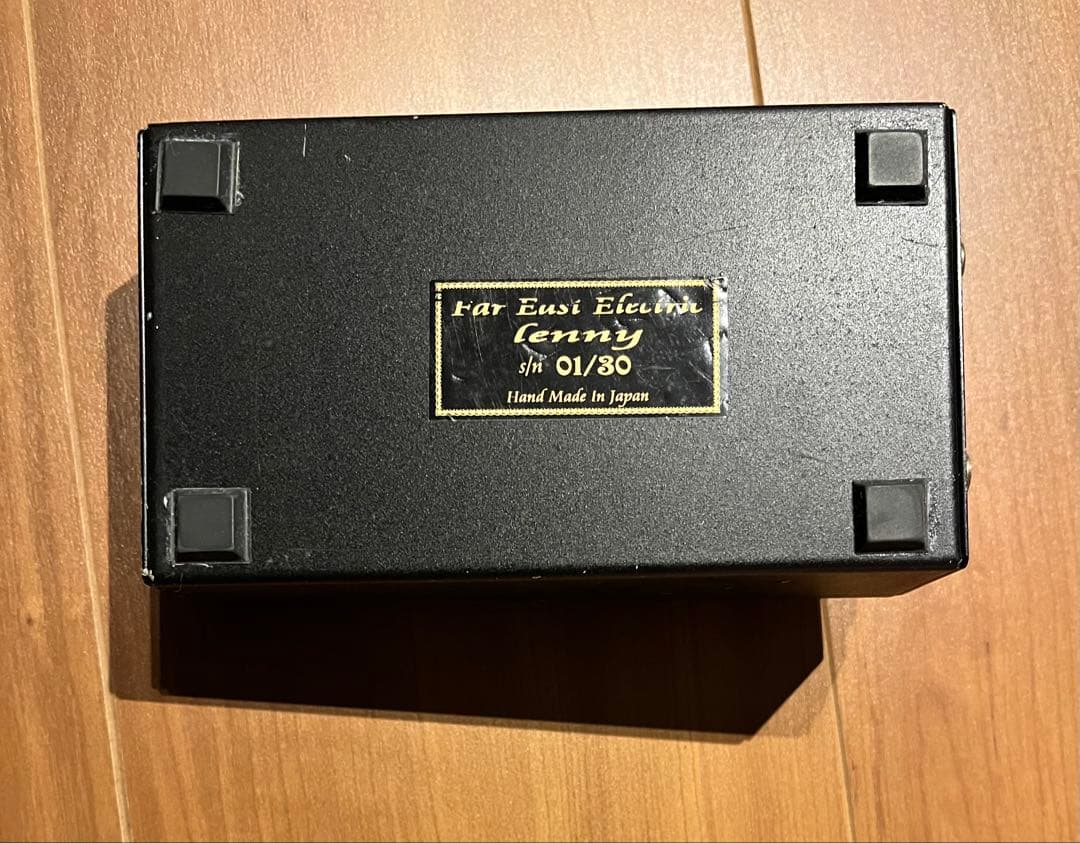 Far East Electric
lenny
s/n 01/30
Hand Made In Japan